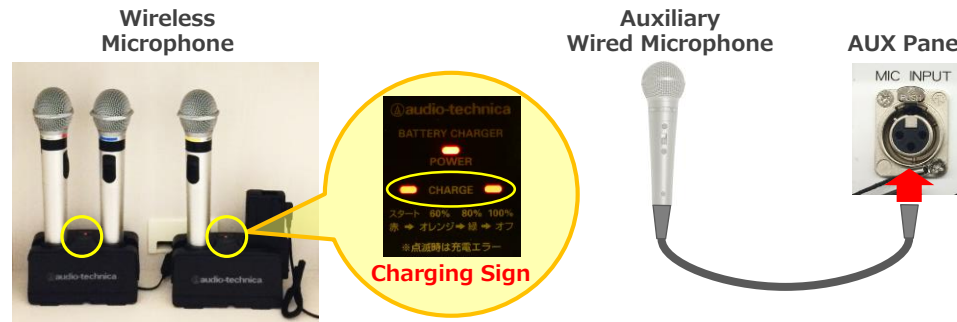 Wireless
Microphone
audio-technica
audio-technica
audio-technica
BATTERY CHARGER
POWER
CHARGE
スタート 60% 80% 100%
赤 ➔ オレンジ ➔ 緑 ➔ オフ
※点滅時は充電エラー
Charging Sign
Auxiliary
Wired Microphone
AUX Pane
MIC INPUT
PUSH